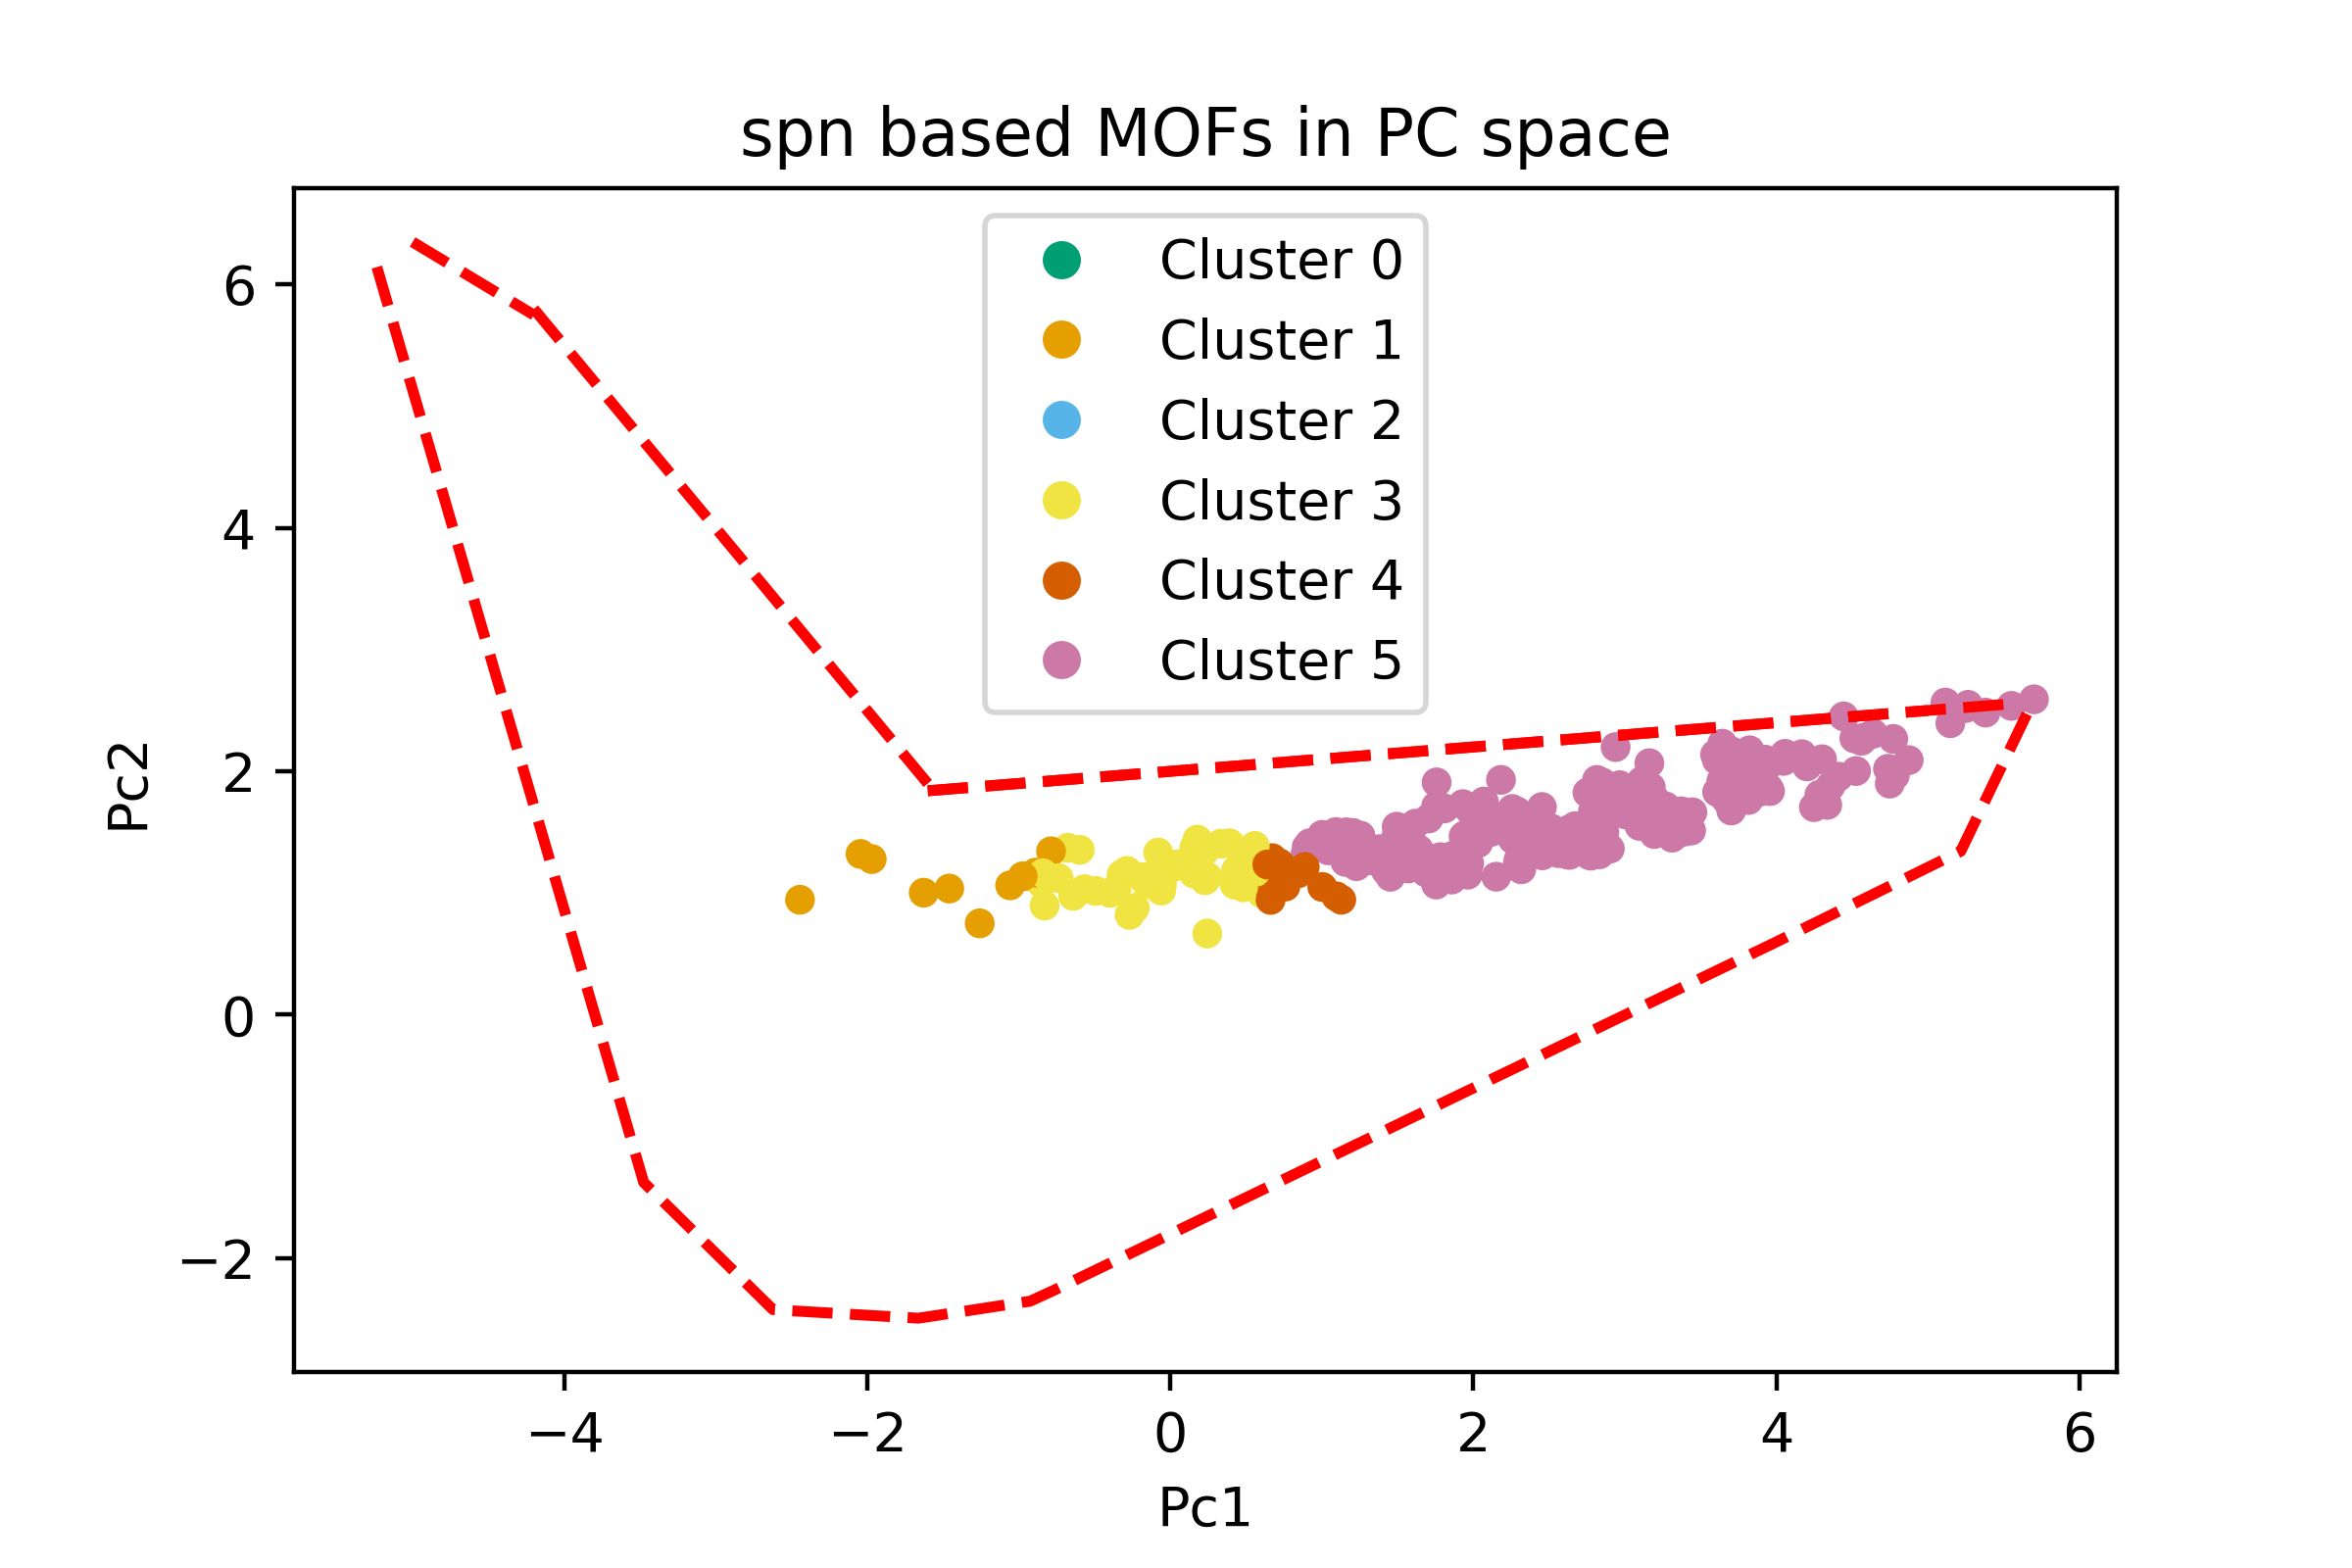 spn based MOFs in PC space
Cluster 0
Cluster 1
Cluster 2
Cluster 3
Cluster 4
Cluster 5
6
4
2
0
−2
Pc2
−4 −2 0 2 4 6
Pc1